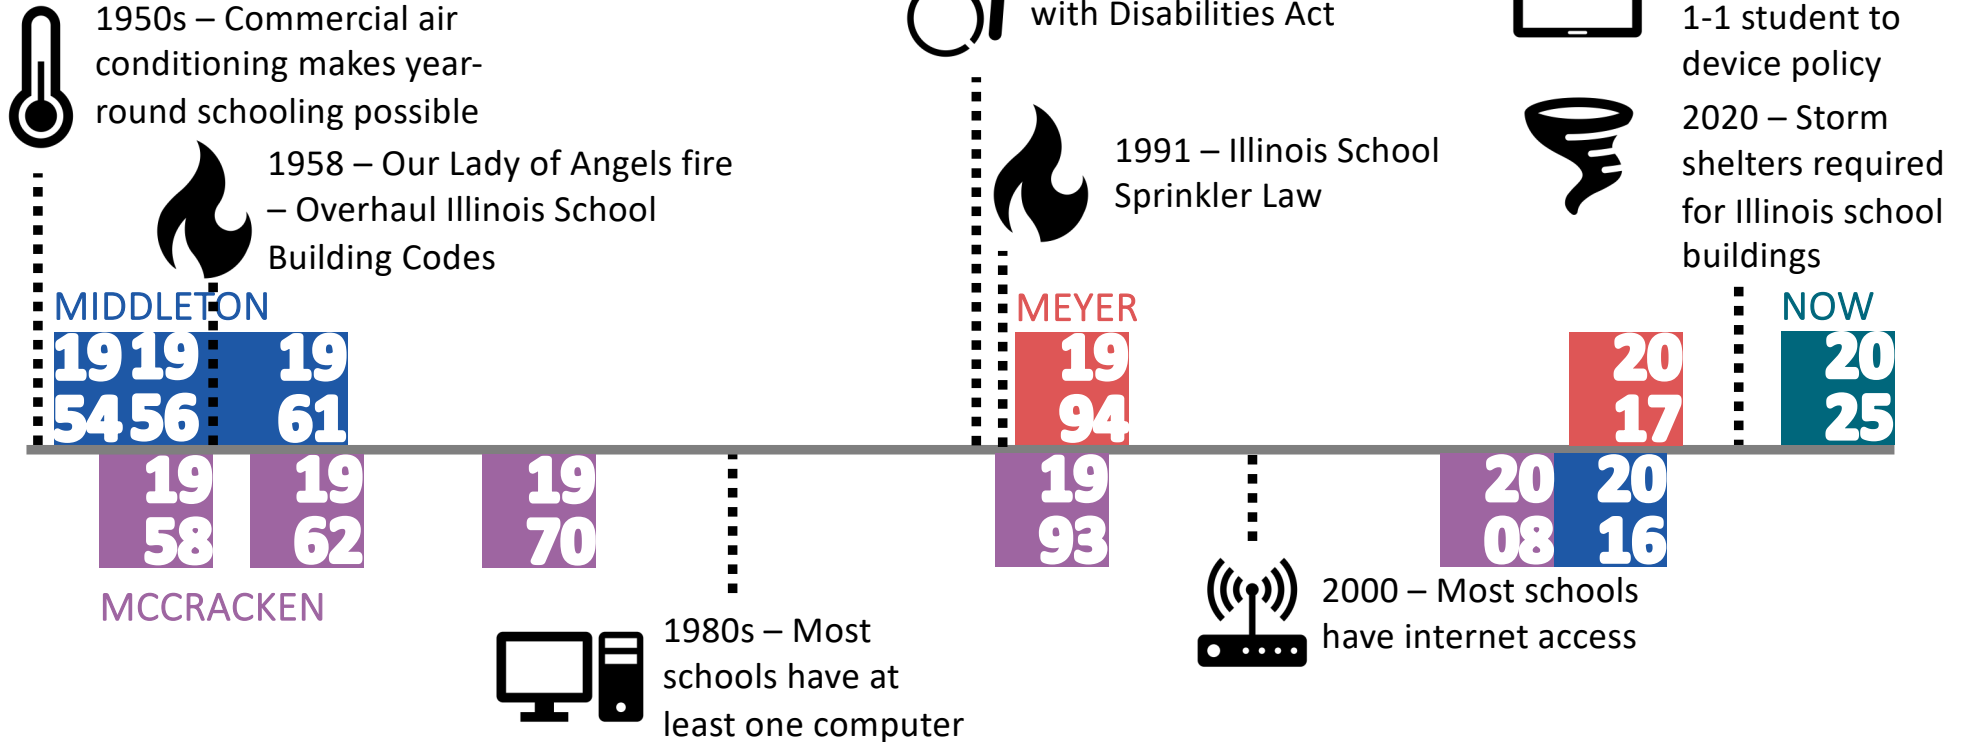 1950s – Commercial air
conditioning makes year-
round schooling possible
with Disabilities Act
1-1 student to
device policy
1958 – Our Lady of Angels fire
– Overhaul Illinois School
Building Codes
1991 – Illinois School
Sprinkler Law
2020 – Storm
shelters required
for Illinois school
buildings
MIDDLETON
MEYER
NOW
19 19 19
54 56 61
19
94
20
17
20
25
19
58
19
62
19
70
19
93
20
08
20
16
MCCRACKEN
1980s – Most
schools have at
least one computer
2000 – Most schools
have internet access